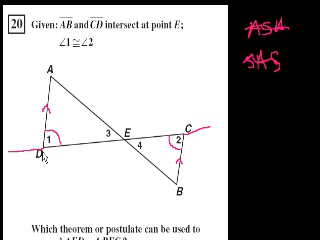 20 Given: AB and CD intersect at point E;
∠1 ≅ ∠2
ASA
SAS
A
3 E C
1 4 2
D
B
Which theorem or postulate can be used to